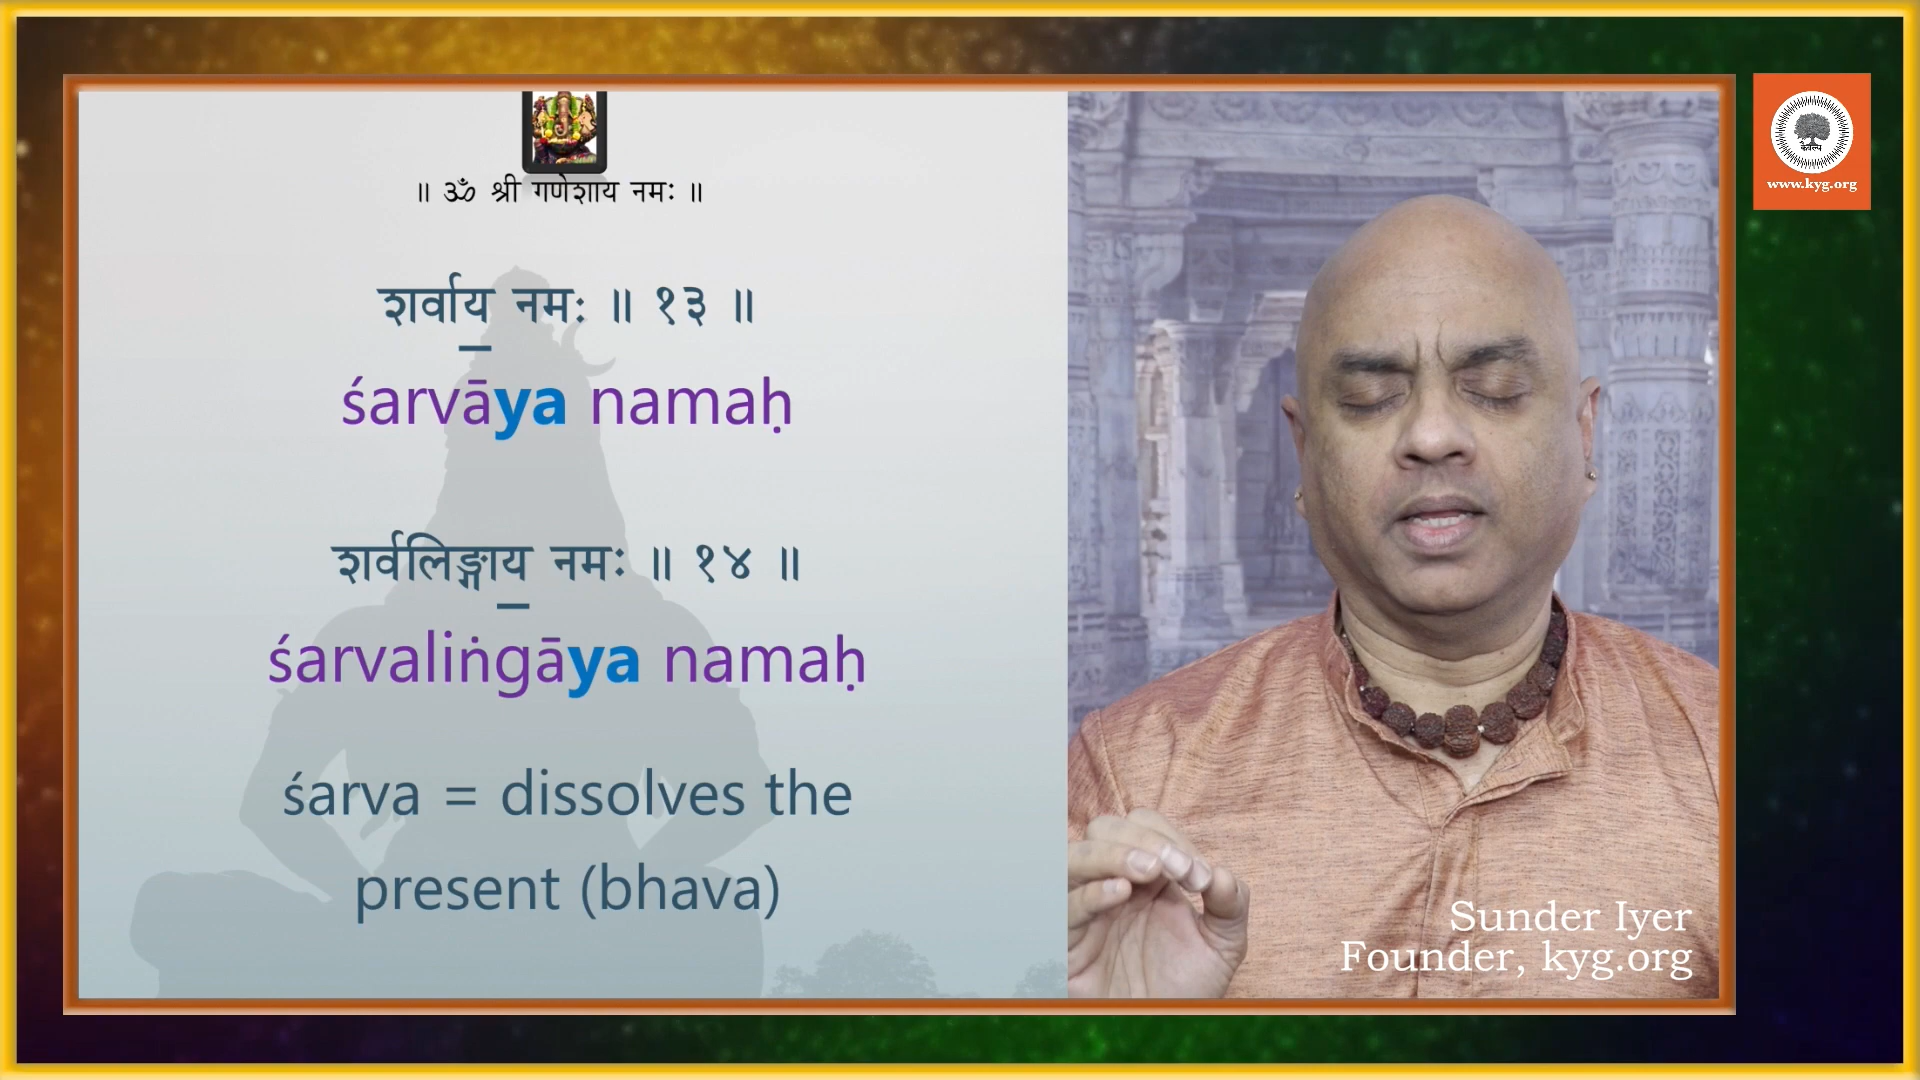 ॥ ॐ श्री गणेशाय नमः ॥
शर्वाय॒ नमः ॥ १३ ॥
śarvāya namaḥ
शर्वलिङ्गाय॒ नमः ॥ १४ ॥
śarvaliṅgāya namaḥ
śarva = dissolves the
present (bhava)
Sunder Iyer
Founder, kyg.org
कैवल्य
www.kyg.org